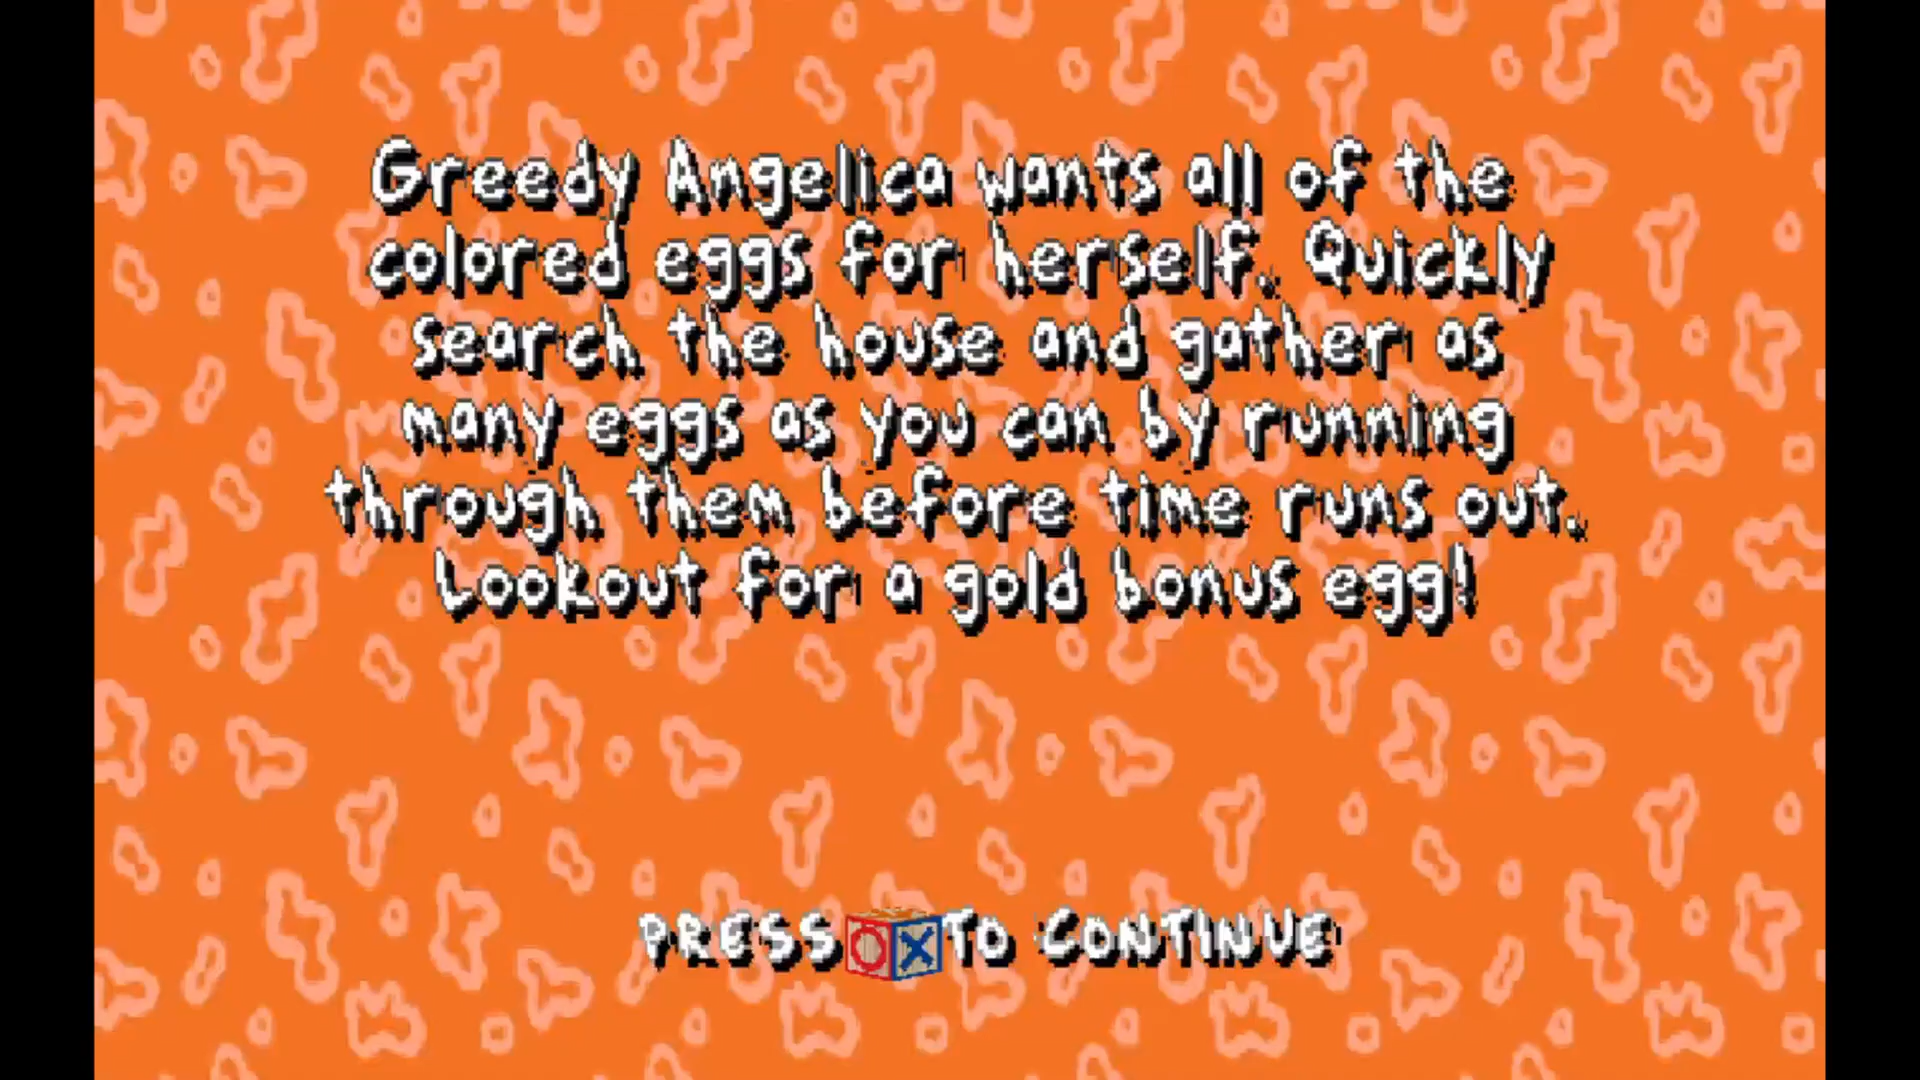 Greedy Angelica wants all of the
colored eggs for herself. Quickly
search the house and gather as
many eggs as you can by running
through them before time runs out.
Lookout for a gold bonus egg!
PRESS O X TO CONTINUE